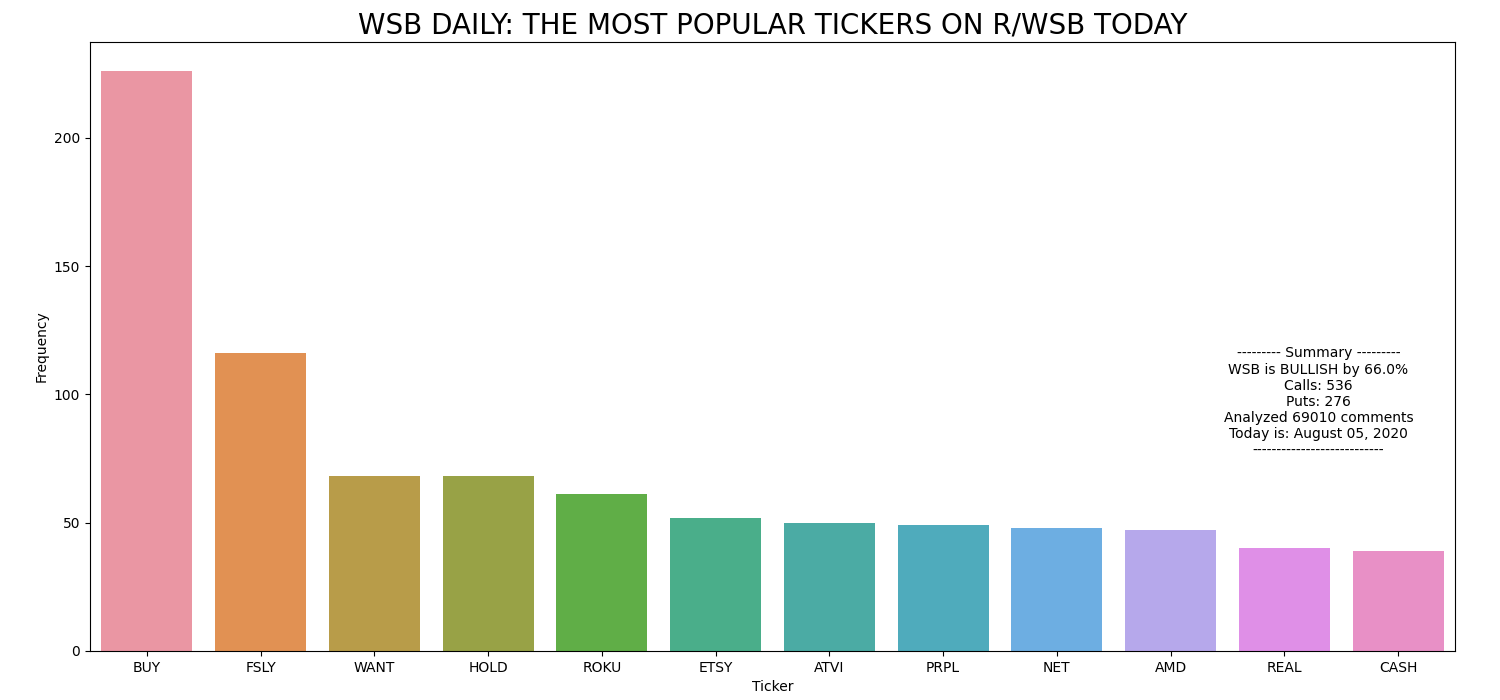 WSB DAILY: THE MOST POPULAR TICKERS ON R/WSB TODAY
200
150
100
50
0
Frequency
--------- Summary ---------
WSB is BULLISH by 66.0%
Calls: 536
Puts: 276
Analyzed 69010 comments
Today is: August 05, 2020
---------------------------
BUY FSLY WANT HOLD ROKU ETSY ATVI PRPL NET AMD REAL CASH
Ticker